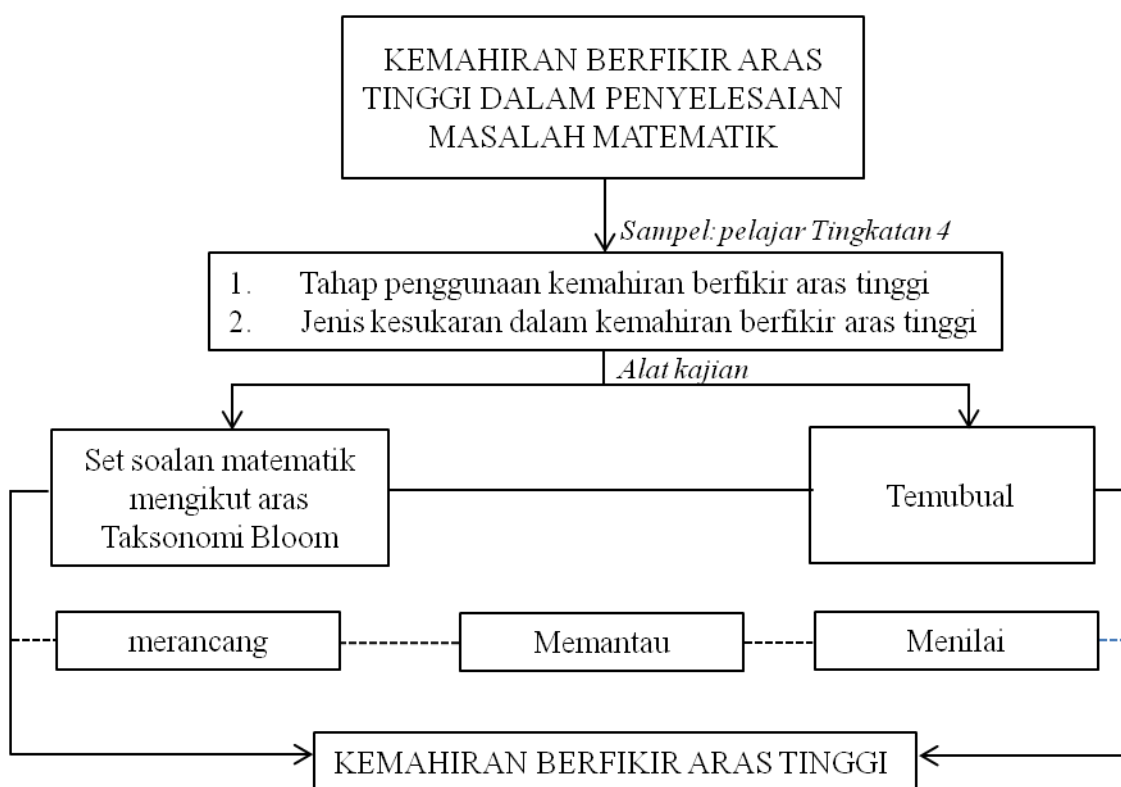 KEMAHIRAN BERFIKIR ARAS
TINGGI DALAM PENYELESAIAN
MASALAH MATEMATIK
Sampel: pelajar Tingkatan 4
1. Tahap penggunaan kemahiran berfikir aras tinggi
2. Jenis kesukaran dalam kemahiran berfikir aras tinggi
Alat kajian
Set soalan matematik
mengikut aras
Taksonomi Bloom
Temubual
merancang
Memantau
Menilai
KEMAHIRAN BERFIKIR ARAS TINGGI